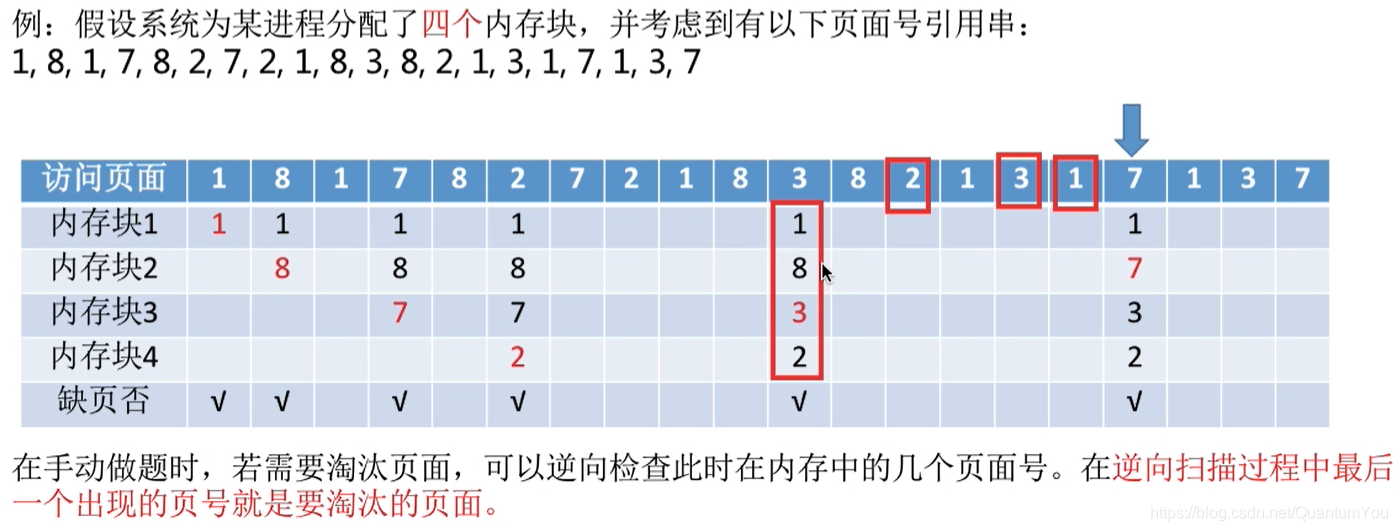 例：假设系统为某进程分配了四个内存块，并考虑到有以下页面号引用串：
1, 8, 1, 7, 8, 2, 7, 2, 1, 8, 3, 8, 2, 1, 3, 1, 7, 1, 3, 7
访问页面 1 8 1 7 8 2 7 2 1 8 3 8 2 1 3 1 7 1 3 7
内存块1 1 1 1 1 1 1
内存块2 8 8 8 8 7
内存块3 7 7 3 3
内存块4 2 2 2
缺页否 √ √ √ √ √ √
在手动做题时，若需要淘汰页面，可以逆向检查此时在内存中的几个页面号。在逆向扫描过程中最后
一个出现的页号就是要淘汰的页面。
https://blog.csdn.net/QuantumYou